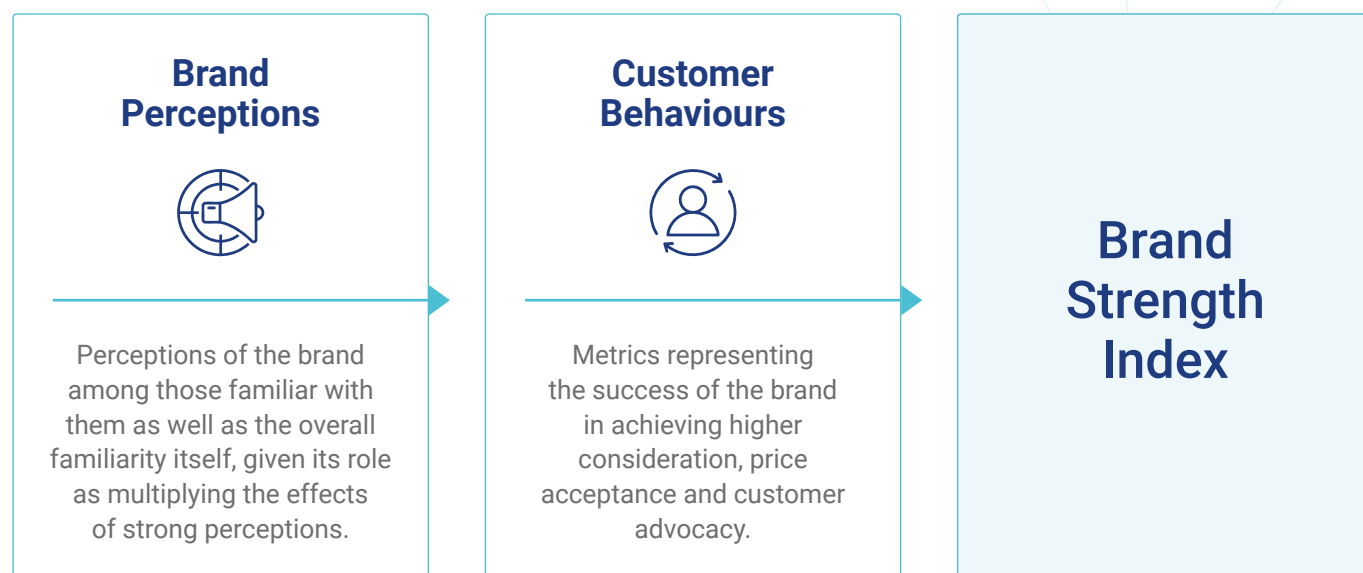 Brand
Perceptions
Perceptions of the brand
among those familiar with
them as well as the overall
familiarity itself, given its role
as multiplying the effects
of strong perceptions.
Customer
Behaviours
Metrics representing
the success of the brand
in achieving higher
consideration, price
acceptance and customer
advocacy.
Brand
Strength
Index